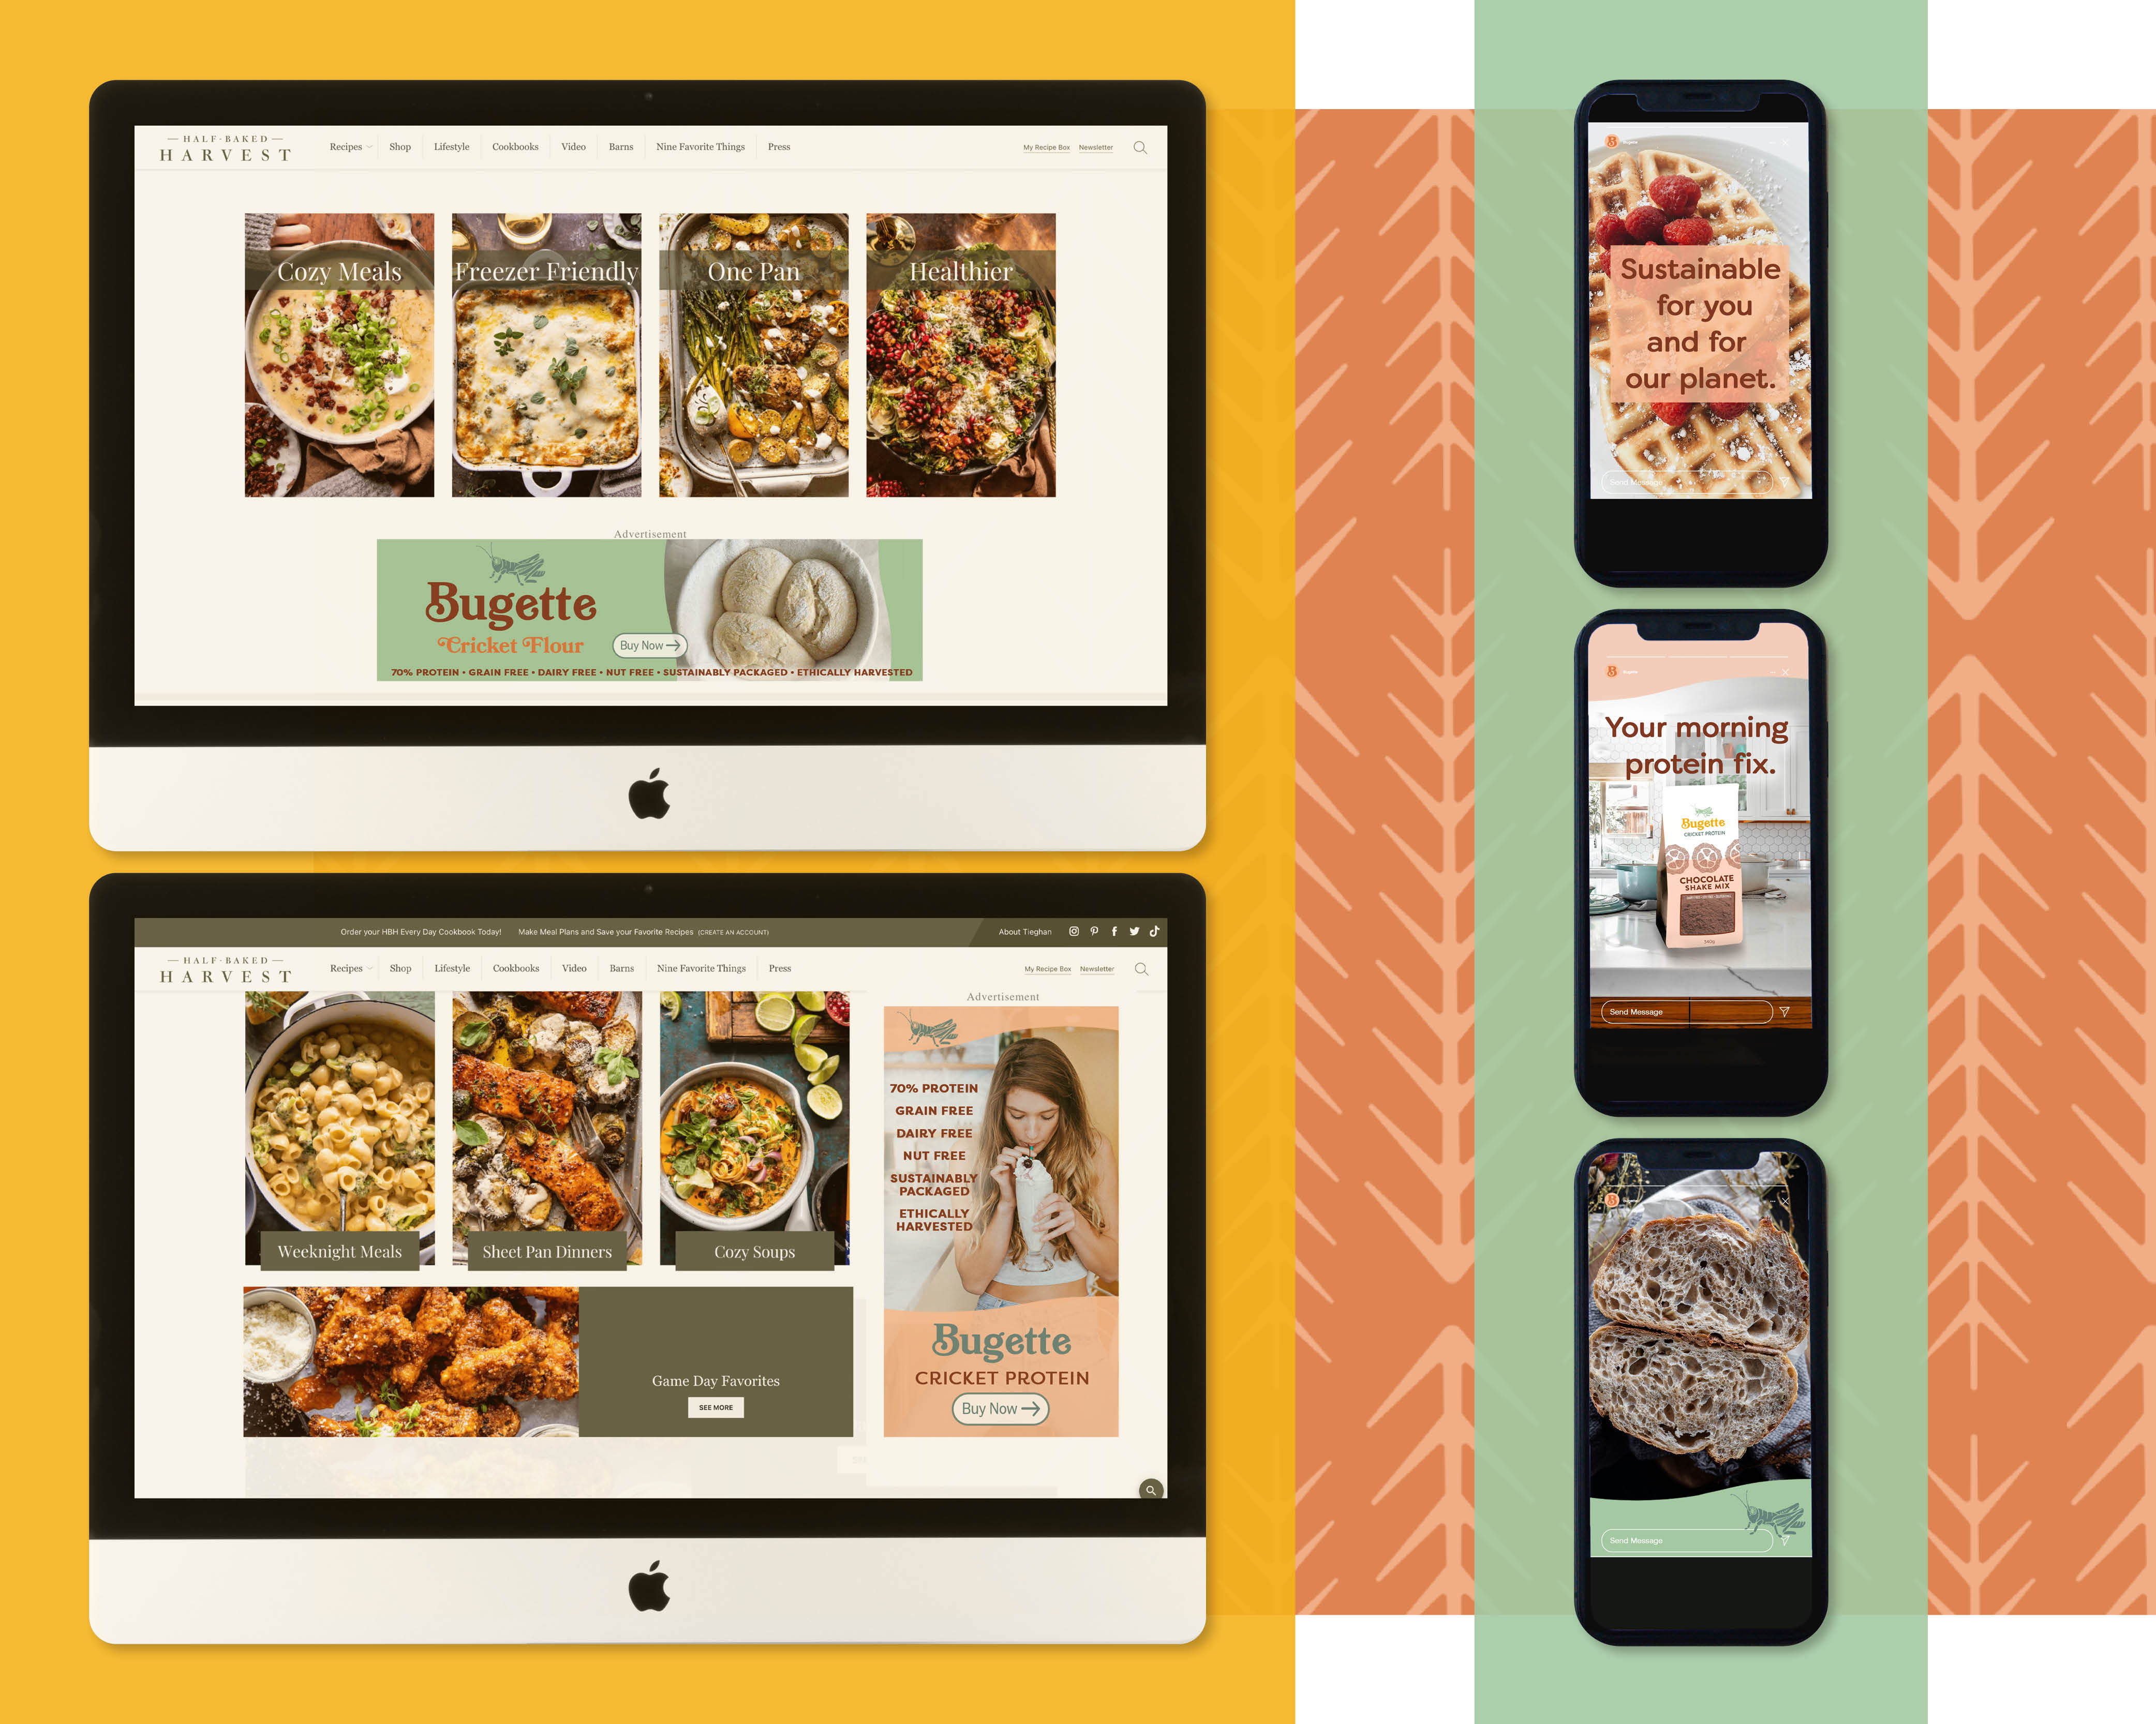 HALF-BAKED
HARVEST
Recipes
Shop
Lifestyle
Cookbooks
Video
Barns
Nine Favorite Things
Press
My Recipe Box
Newsletter
Cozy Meals
Freezer Friendly
One Pan
Healthier
Advertisement
Bugette
Cricket Flour
Buy Now
70% PROTEIN • GRAIN FREE • DAIRY FREE • NUT FREE • SUSTAINABLY PACKAGED • ETHICALLY HARVESTED
Order your HBH Every Day Cookbook Today!
Make Meal Plans and Save your Favorite Recipes (CREATE AN ACCOUNT)
About Tieghan
HALF-BAKED
HARVEST
Recipes
Shop
Lifestyle
Cookbooks
Video
Barns
Nine Favorite Things
Press
My Recipe Box
Newsletter
Weeknight Meals
Sheet Pan Dinners
Cozy Soups
Game Day Favorites
SEE MORE
Advertisement
70% PROTEIN
GRAIN FREE
DAIRY FREE
NUT FREE
SUSTAINABLY
PACKAGED
ETHICALLY
HARVESTED
Bugette
CRICKET PROTEIN
Buy Now
B Bugette
Sustainable
for you
and for
our planet.
Send Message
B Bugette
Your morning
protein fix.
Bugette
CRICKET PROTEIN
CHOCOLATE
SHAKE MIX
340g
Send Message
B
Send Message